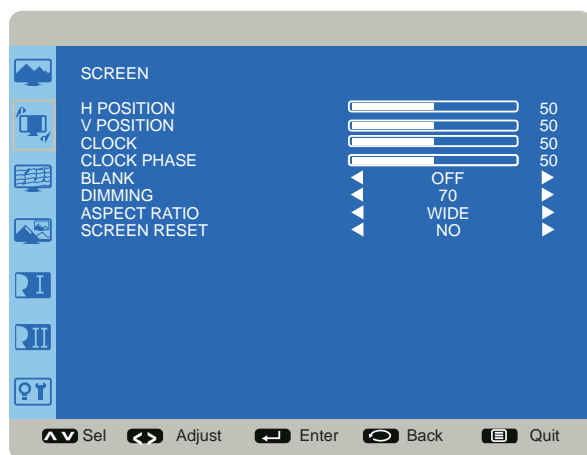 SCREEN
H POSITION 50
V POSITION 50
CLOCK 50
CLOCK PHASE 50
BLANK OFF
DIMMING 70
ASPECT RATIO WIDE
SCREEN RESET NO
I
II
Sel Adjust Enter Back Quit